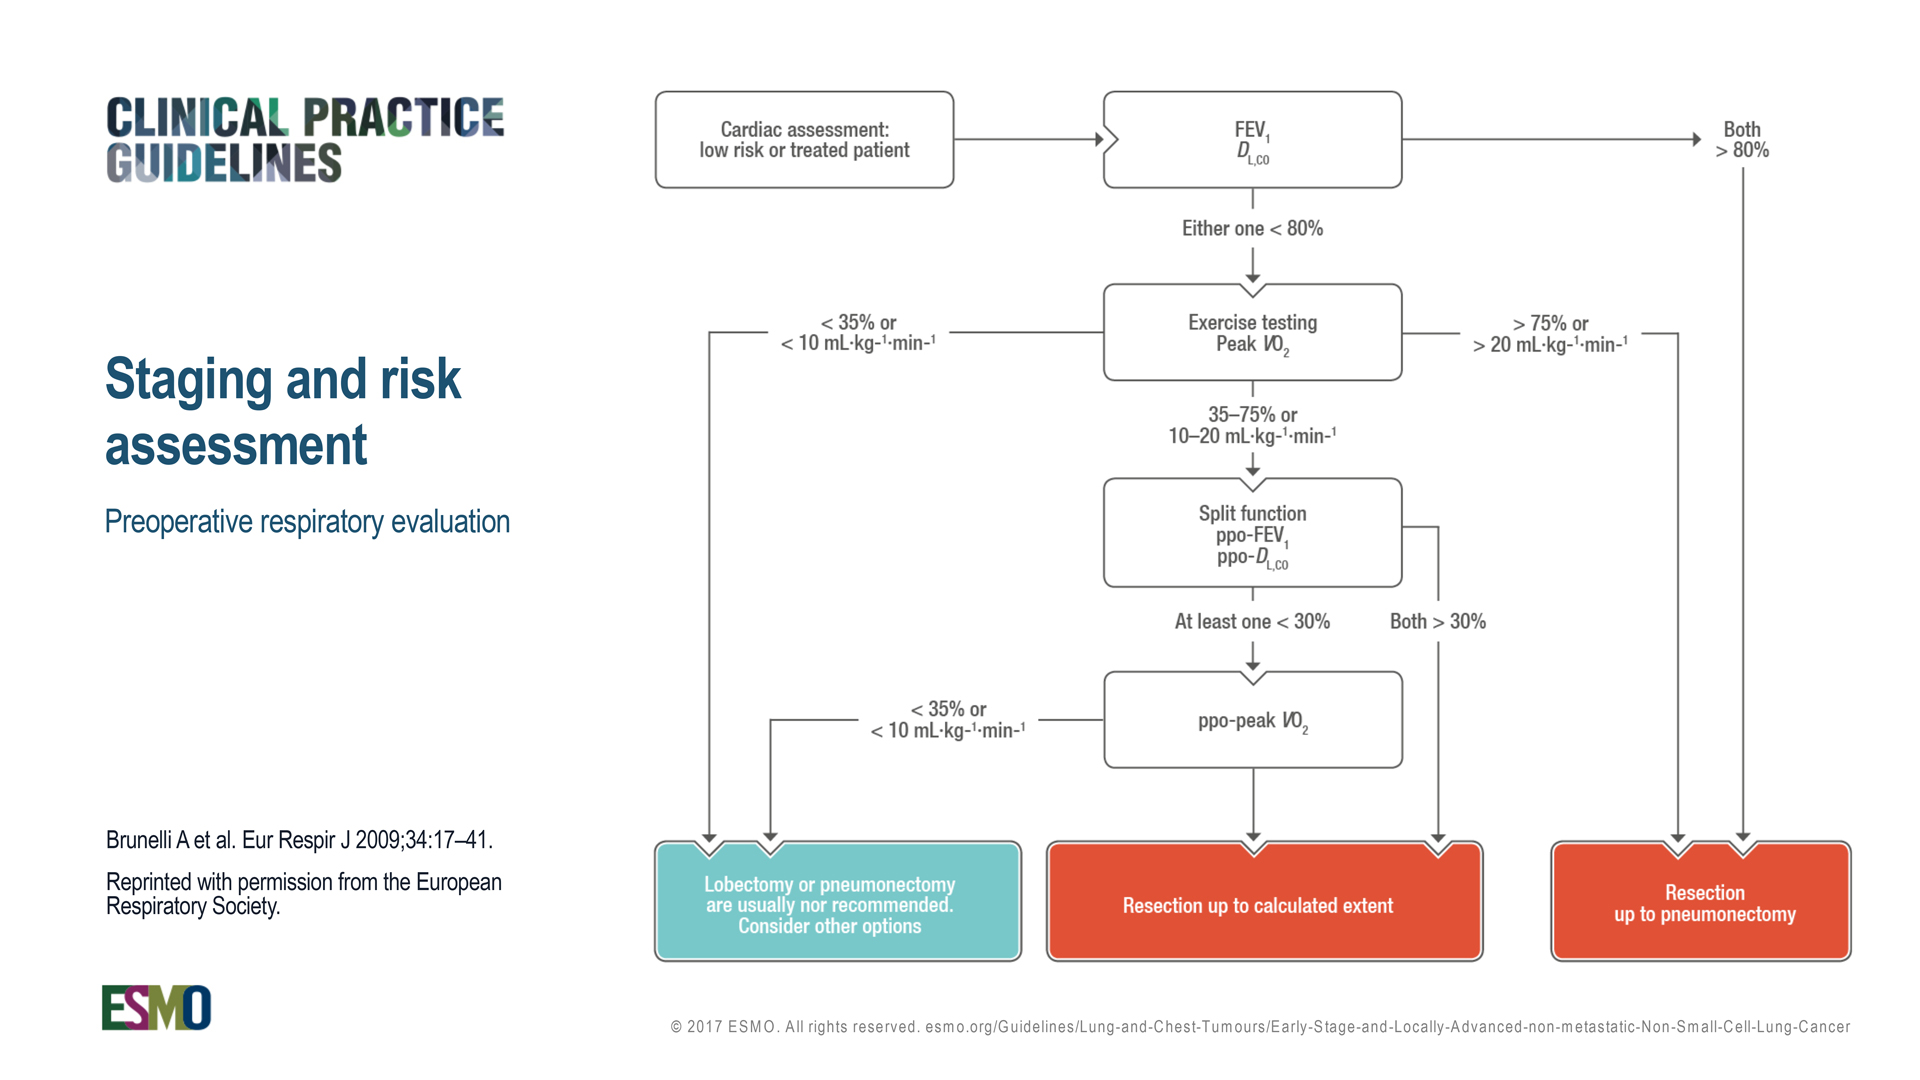 CLINICAL PRACTICE
GUIDELINES
Staging and risk
assessment
Preoperative respiratory evaluation
Brunelli A et al. Eur Respir J 2009;34:17–41.
Reprinted with permission from the European
Respiratory Society.
ESMO
Cardiac assessment:
low risk or treated patient
FEV₁
D_L,CO
Both
> 80%
Either one < 80%
< 35% or
< 10 mL·kg-¹·min-¹
Exercise testing
Peak V̇O₂
> 75% or
> 20 mL·kg-¹·min-¹
35–75% or
10–20 mL·kg-¹·min-¹
Split function
ppo-FEV₁
ppo-D_L,CO
At least one < 30%
Both > 30%
< 35% or
< 10 mL·kg-¹·min-¹
ppo-peak V̇O₂
Lobectomy or pneumonectomy
are usually nor recommended.
Consider other options
Resection up to calculated extent
Resection
up to pneumonectomy
© 2017 ESMO. All rights reserved. esmo.org/Guidelines/Lung-and-Chest-Tumours/Early-Stage-and-Locally-Advanced-non-metastatic-Non-Small-Cell-Lung-Cancer